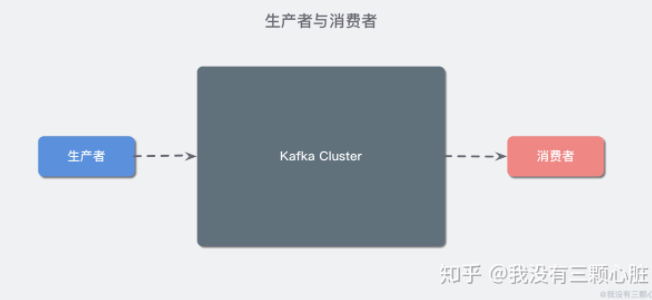 生产者与消费者
生产者
Kafka Cluster
消费者
知乎 @我没有三颗心脏
@我没有三颗心